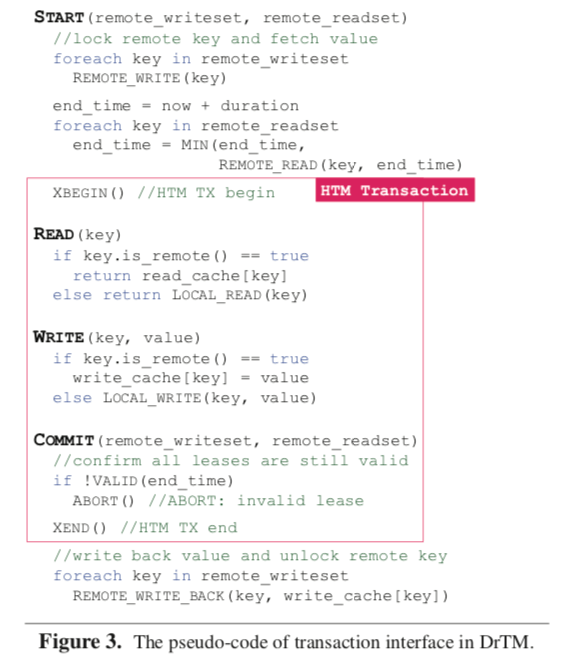 START(remote_writeset, remote_readset)
//lock remote key and fetch value
foreach key in remote_writeset
REMOTE_WRITE(key)
end_time = now + duration
foreach key in remote_readset
end_time = MIN(end_time,
REMOTE_READ(key, end_time)
XBEGIN() //HTM TX begin
HTM Transaction
READ(key)
if key.is_remote() == true
return read_cache[key]
else return LOCAL_READ(key)
WRITE(key, value)
if key.is_remote() == true
write_cache[key] = value
else LOCAL_WRITE(key, value)
COMMIT(remote_writeset, remote_readset)
//confirm all leases are still valid
if !VALID(end_time)
ABORT() //ABORT: invalid lease
XEND() //HTM TX end
//write back value and unlock remote key
foreach key in remote_writeset
REMOTE_WRITE_BACK(key, write_cache[key])
Figure 3. The pseudo-code of transaction interface in DrTM.